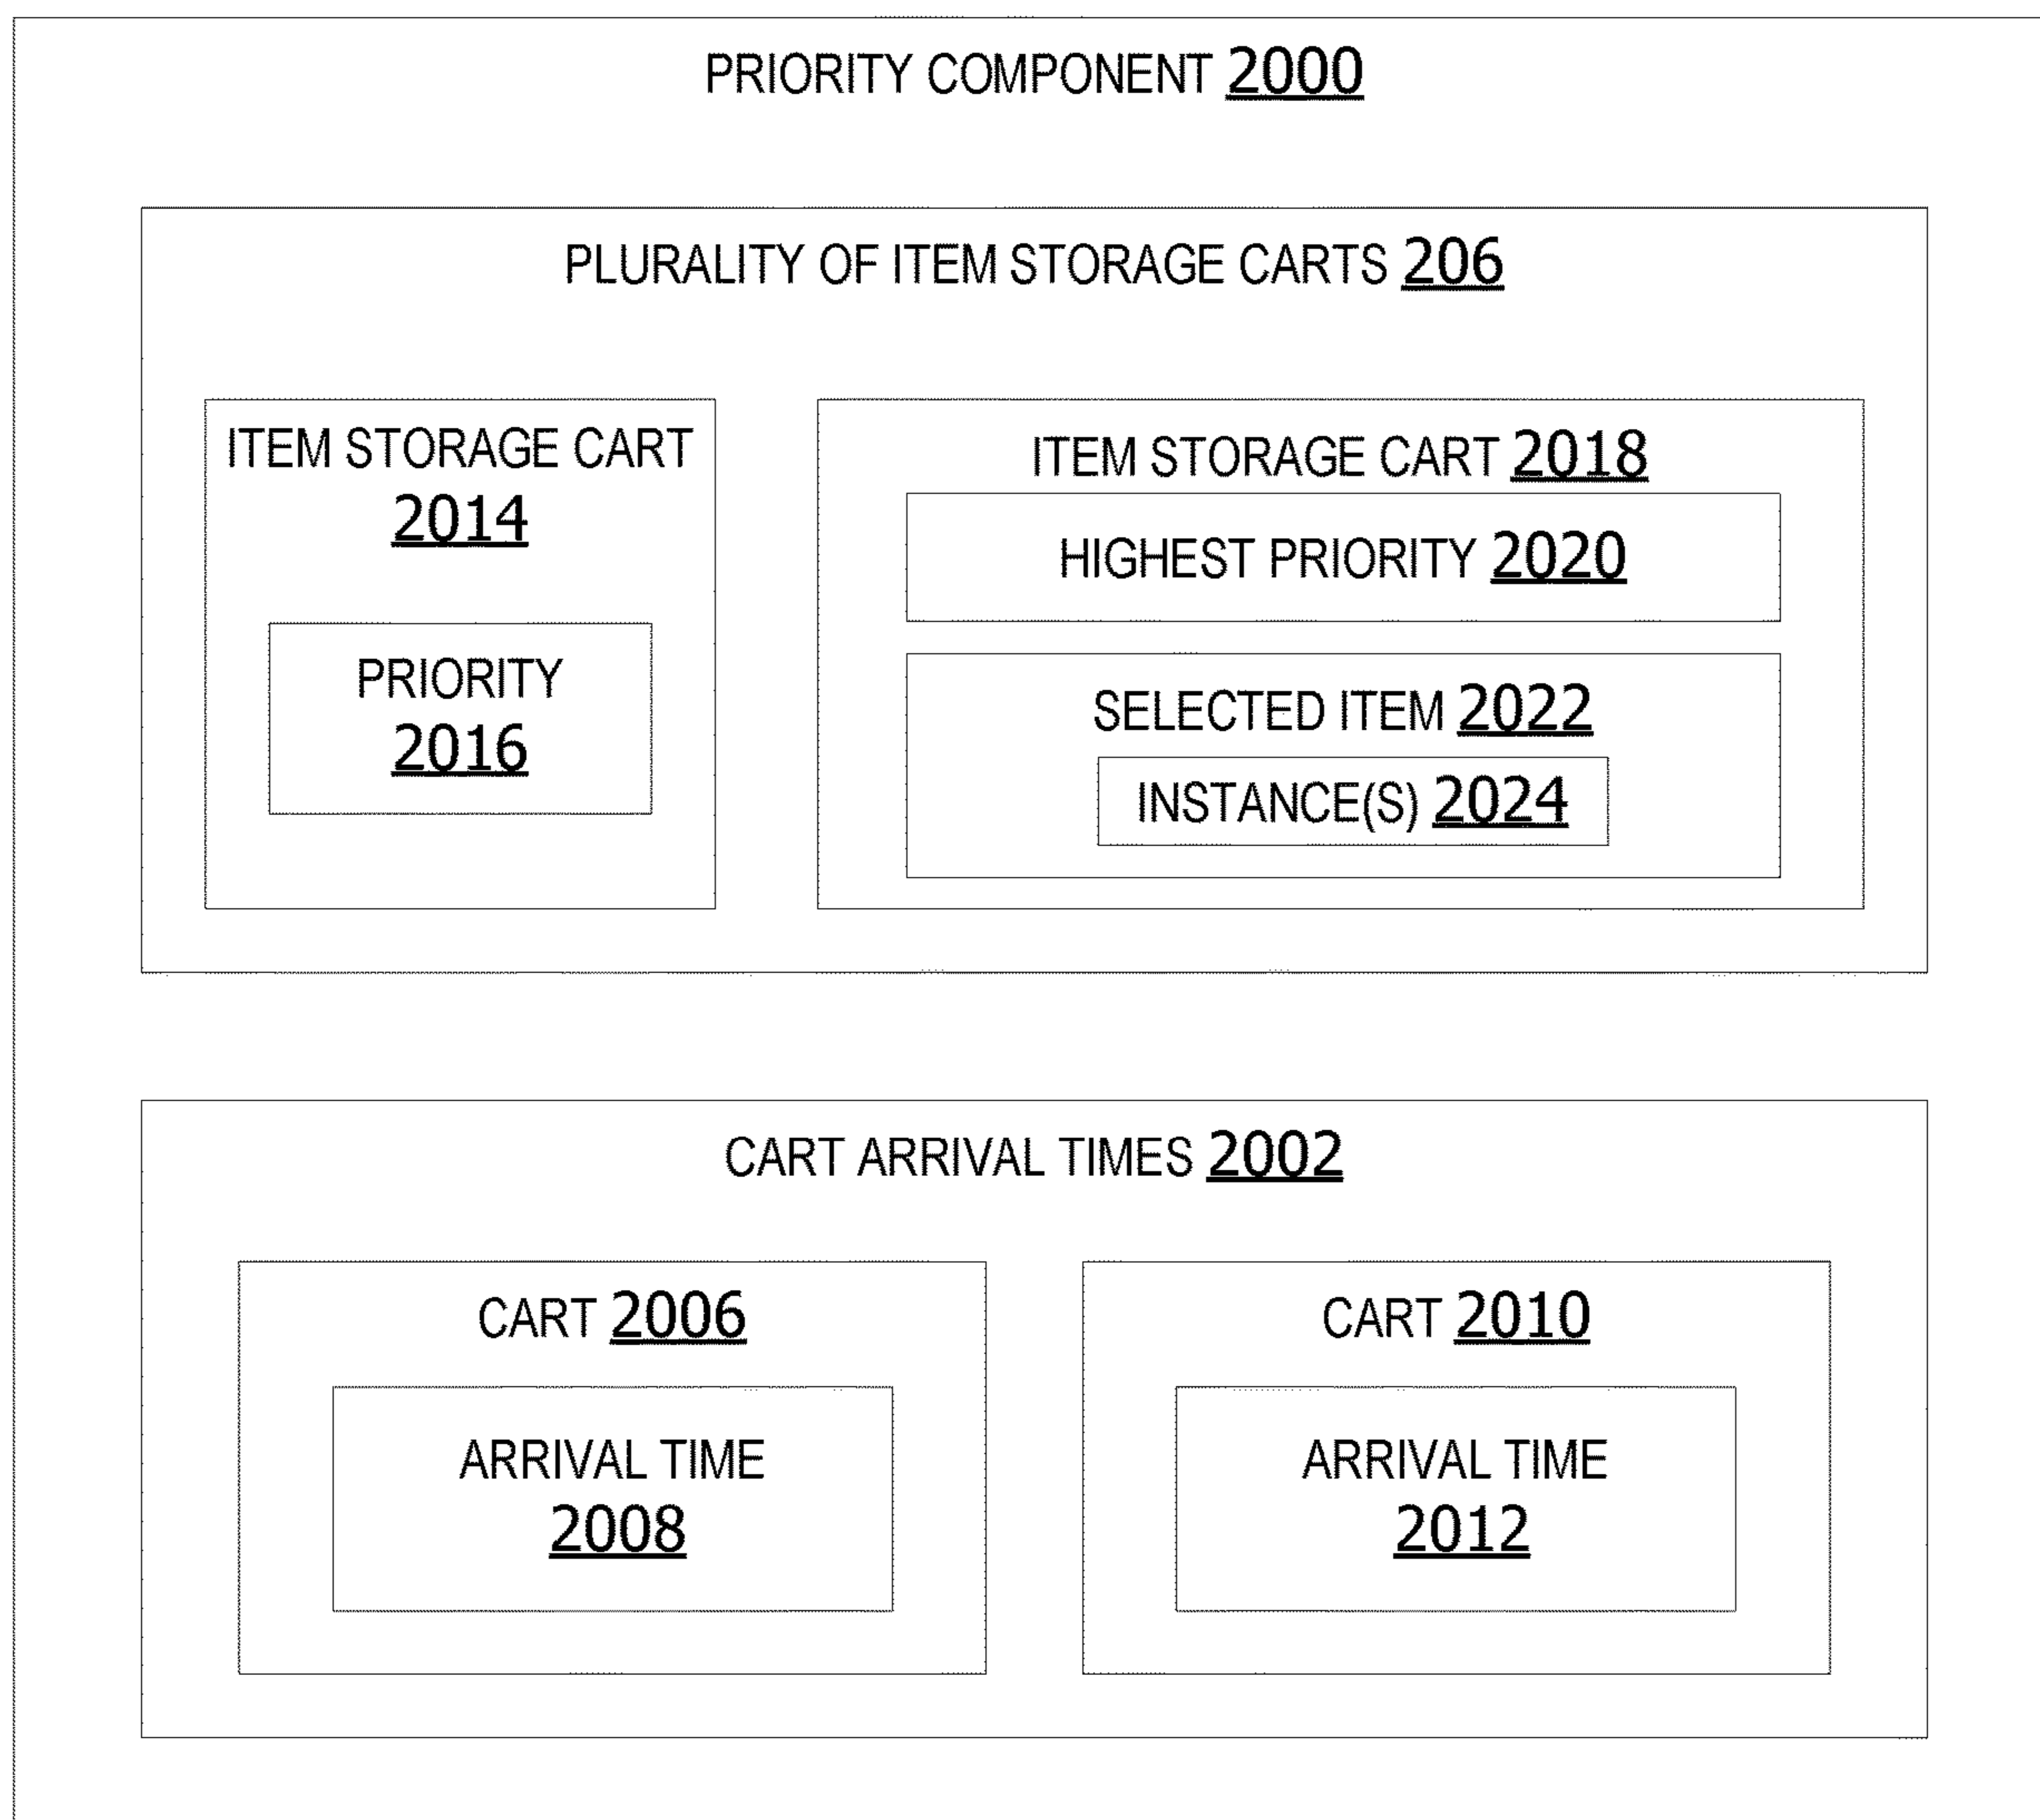 PRIORITY COMPONENT 2000
PLURALITY OF ITEM STORAGE CARTS 206
ITEM STORAGE CART
2014
PRIORITY
2016
ITEM STORAGE CART 2018
HIGHEST PRIORITY 2020
SELECTED ITEM 2022
INSTANCE(S) 2024
CART ARRIVAL TIMES 2002
CART 2006
ARRIVAL TIME
2008
CART 2010
ARRIVAL TIME
2012